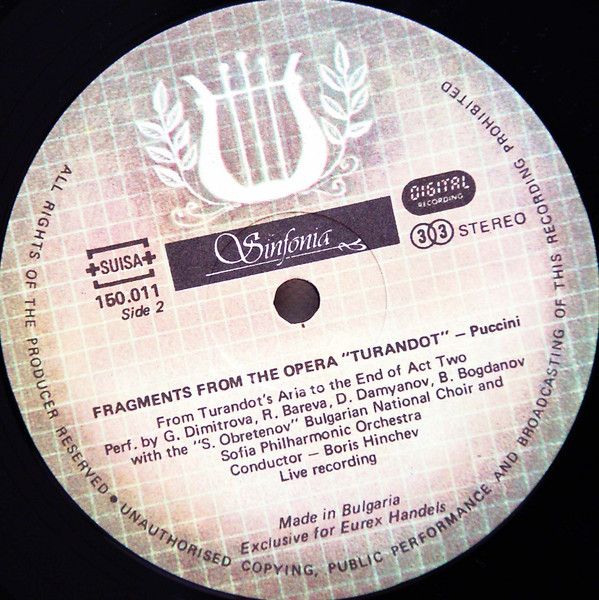 DIGITAL
RECORDING
Sinfonia
33 STEREO
SUISA
150.011
Side 2
FRAGMENTS FROM THE OPERA "TURANDOT" – Puccini
From Turandot's Aria to the End of Act Two
Perf. by G. Dimitrova, R. Bareva, D. Damyanov, B. Bogdanov
with the "S. Obretenov" Bulgarian National Choir and
Sofia Philharmonic Orchestra
Conductor – Boris Hinchev
Live recording
Made in Bulgaria
Exclusive for Eurex Handels
ALL RIGHTS OF THE PRODUCER RESERVED • UNAUTHORISED COPYING, PUBLIC PERFORMANCE AND BROADCASTING OF THIS RECORDING PROHIBITED